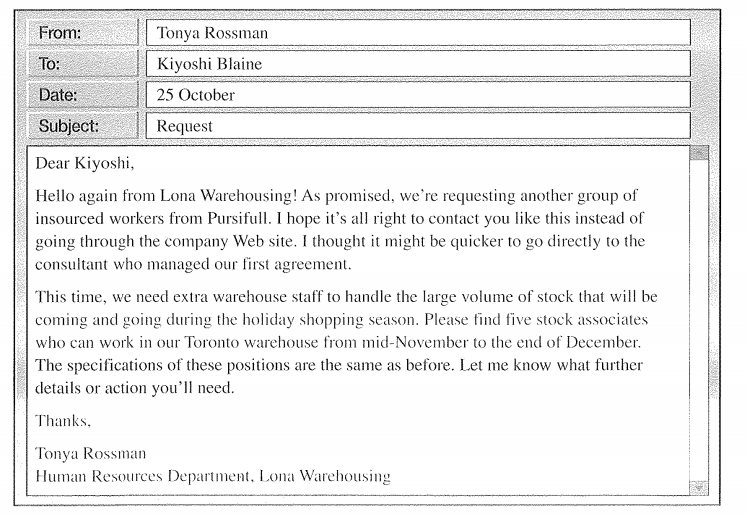 From: Tonya Rossman
To: Kiyoshi Blaine
Date: 25 October
Subject: Request
Dear Kiyoshi,
Hello again from Lona Warehousing! As promised, we're requesting another group of
insourced workers from Pursifull. I hope it's all right to contact you like this instead of
going through the company Web site. I thought it might be quicker to go directly to the
consultant who managed our first agreement.
This time, we need extra warehouse staff to handle the large volume of stock that will be
coming and going during the holiday shopping season. Please find five stock associates
who can work in our Toronto warehouse from mid-November to the end of December.
The specifications of these positions are the same as before. Let me know what further
details or action you'll need.
Thanks,
Tonya Rossman
Human Resources Department, Lona Warehousing